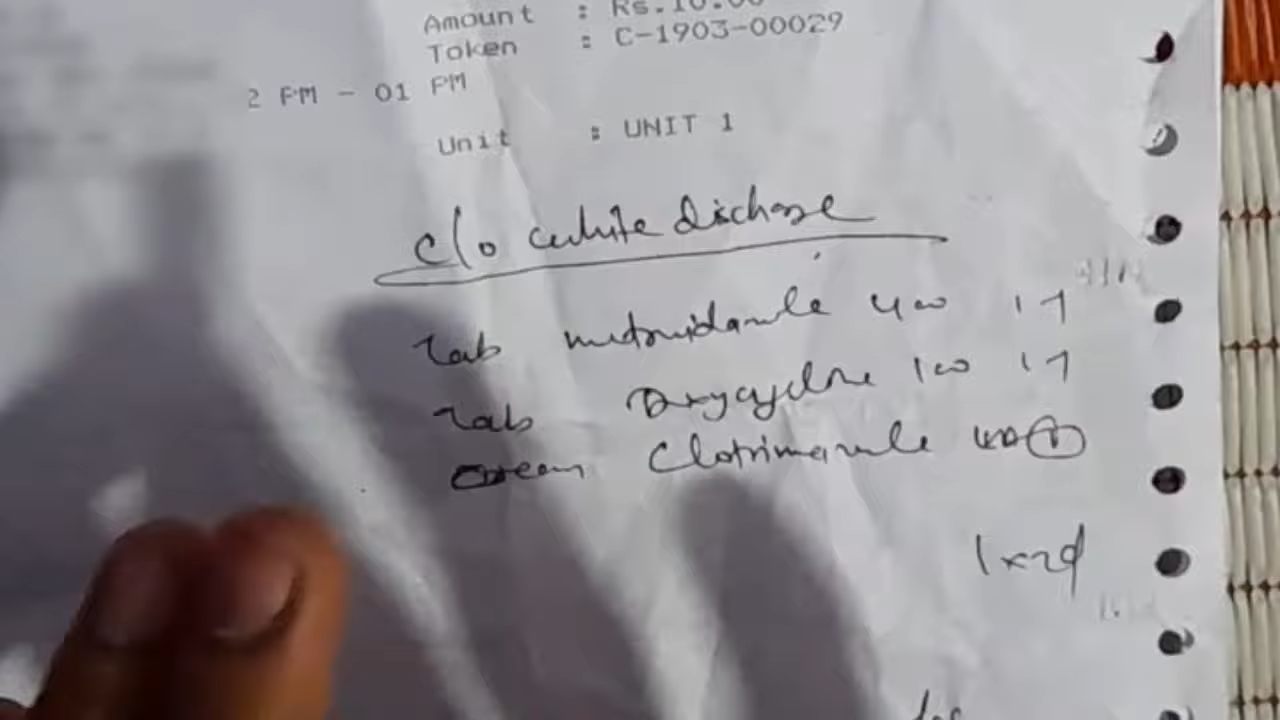 Amount : Rs.10.00
Token : C-1903-00029
2 PM - 01 PM
Unit : UNIT 1
C/o white discharge
Tab metronidazole 400 1 1
Tab Doxycycline 100 1 1
Cream Clotrimazole